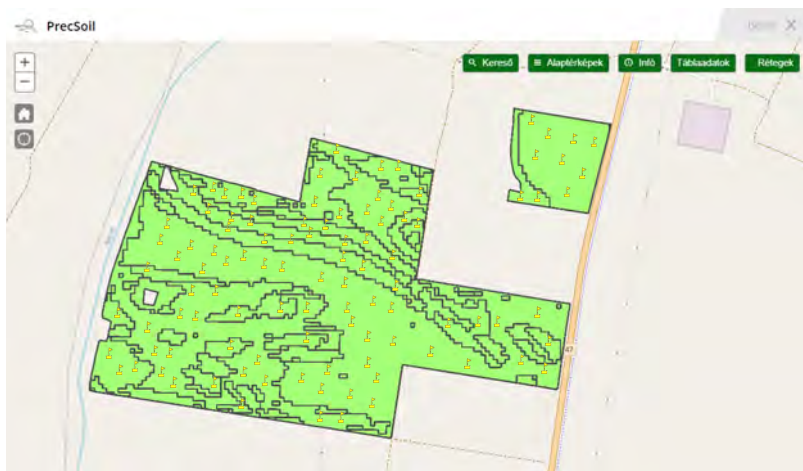 PrecSoil
Kereső
Alaptérképek
Infó
Táblaadatok
Rétegek
+
−
47